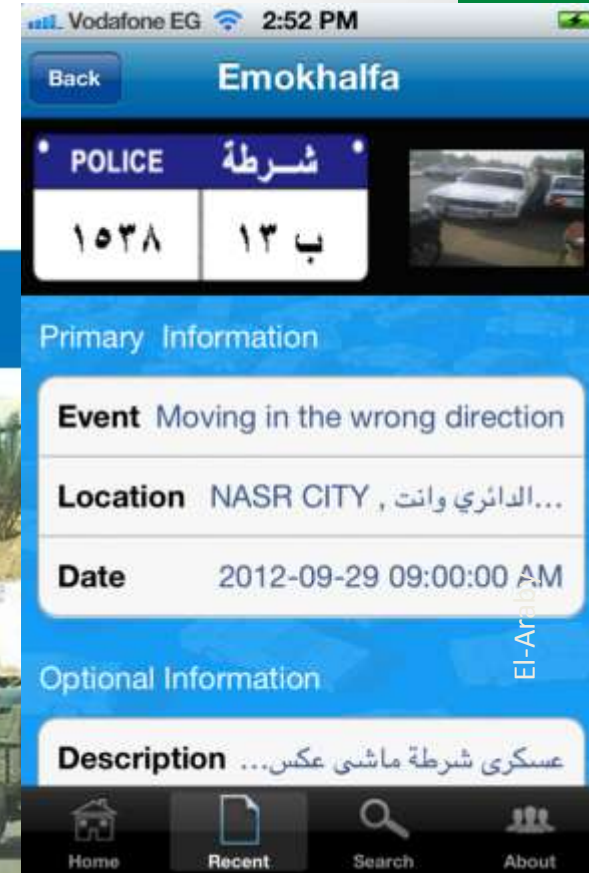 Vodafone EG 2:52 PM
Back Emokhalfa
POLICE شــرطة
١٥٣٨ ب ١٣
Primary Information
Event Moving in the wrong direction
Location NASR CITY , الدائري وانت...
Date 2012-09-29 09:00:00 AM
El-Araby
Optional Information
Description عسكرى شرطة ماشى عكس...
Home Recent Search About